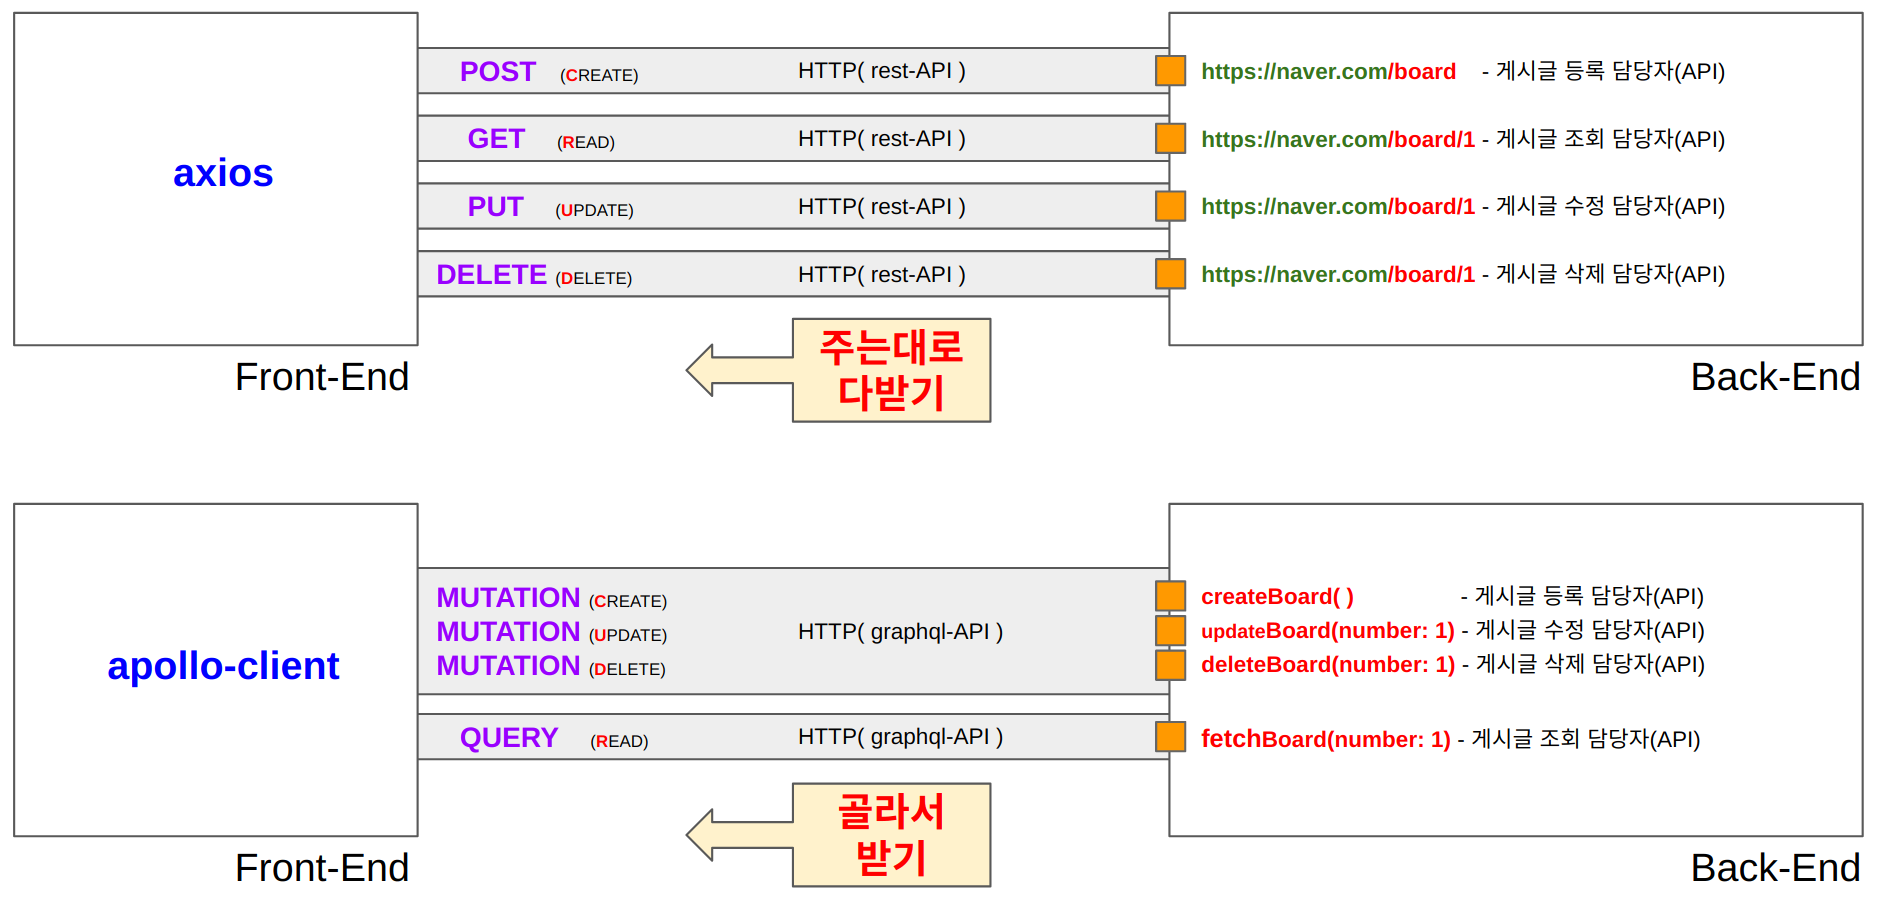 axios
POST (CREATE) HTTP( rest-API ) https://naver.com/board - 게시글 등록 담당자(API)
GET (READ) HTTP( rest-API ) https://naver.com/board/1 - 게시글 조회 담당자(API)
PUT (UPDATE) HTTP( rest-API ) https://naver.com/board/1 - 게시글 수정 담당자(API)
DELETE (DELETE) HTTP( rest-API ) https://naver.com/board/1 - 게시글 삭제 담당자(API)
주는대로
다받기
Front-End
Back-End
apollo-client
MUTATION (CREATE) createBoard( ) - 게시글 등록 담당자(API)
MUTATION (UPDATE) HTTP( graphql-API ) updateBoard(number: 1) - 게시글 수정 담당자(API)
MUTATION (DELETE) deleteBoard(number: 1) - 게시글 삭제 담당자(API)
QUERY (READ) HTTP( graphql-API ) fetchBoard(number: 1) - 게시글 조회 담당자(API)
골라서
받기
Front-End
Back-End